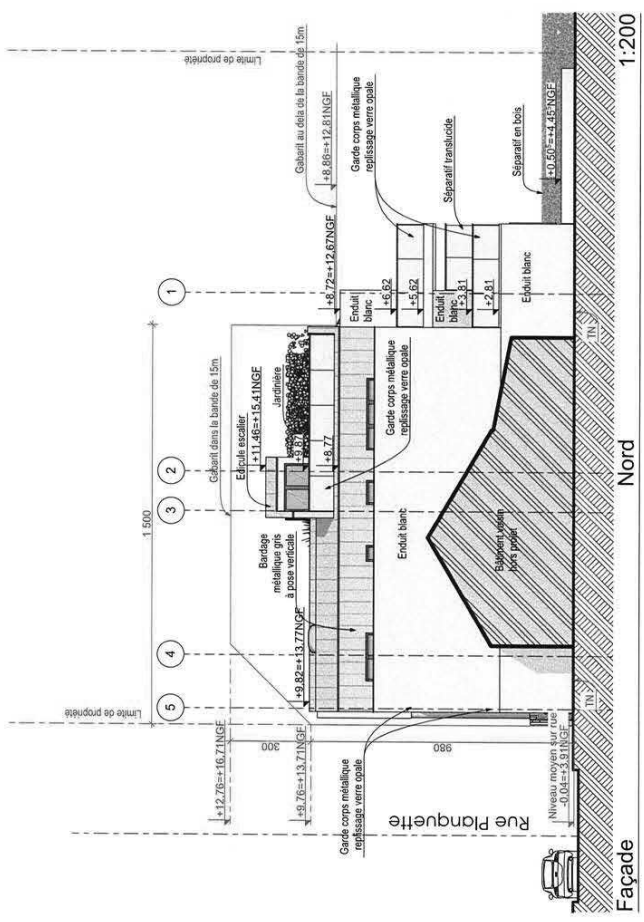 Limite de propriété
Gabarit au dela de la bande de 15m
+8,86=+12.81NGF
+8,72=+12,67NGF
Garde corps métallique
replissage verre opale
Séparatif translucide
Séparatif en bois
+0.50⁵=+4.45⁵NGF
1
Enduit
blanc
+6.62
+5.62
Enduit
blanc
+3.81
+2.81
Enduit blanc
TN
1 500
Gabarit dans la bande de 15m
Edicule escalier
+11.46=+15.41NGF
Jardinière
+9.87
+8.77
2
3
Bardage
métallique gris
à pose verticale
Garde corps métallique
replissage verre opale
Enduit blanc
Bâtiment voisin
hors projet
4
5
+9,82=+13.77NGF
Limite de propriété
+12.76=+16.71NGF
300
+9.76=+13.71NGF
980
Garde corps métallique
replissage verre opale
Rue Planquette
Niveau moyen sur rue
-0.04=+3.91NGF
TN
Façade
Nord
1:200